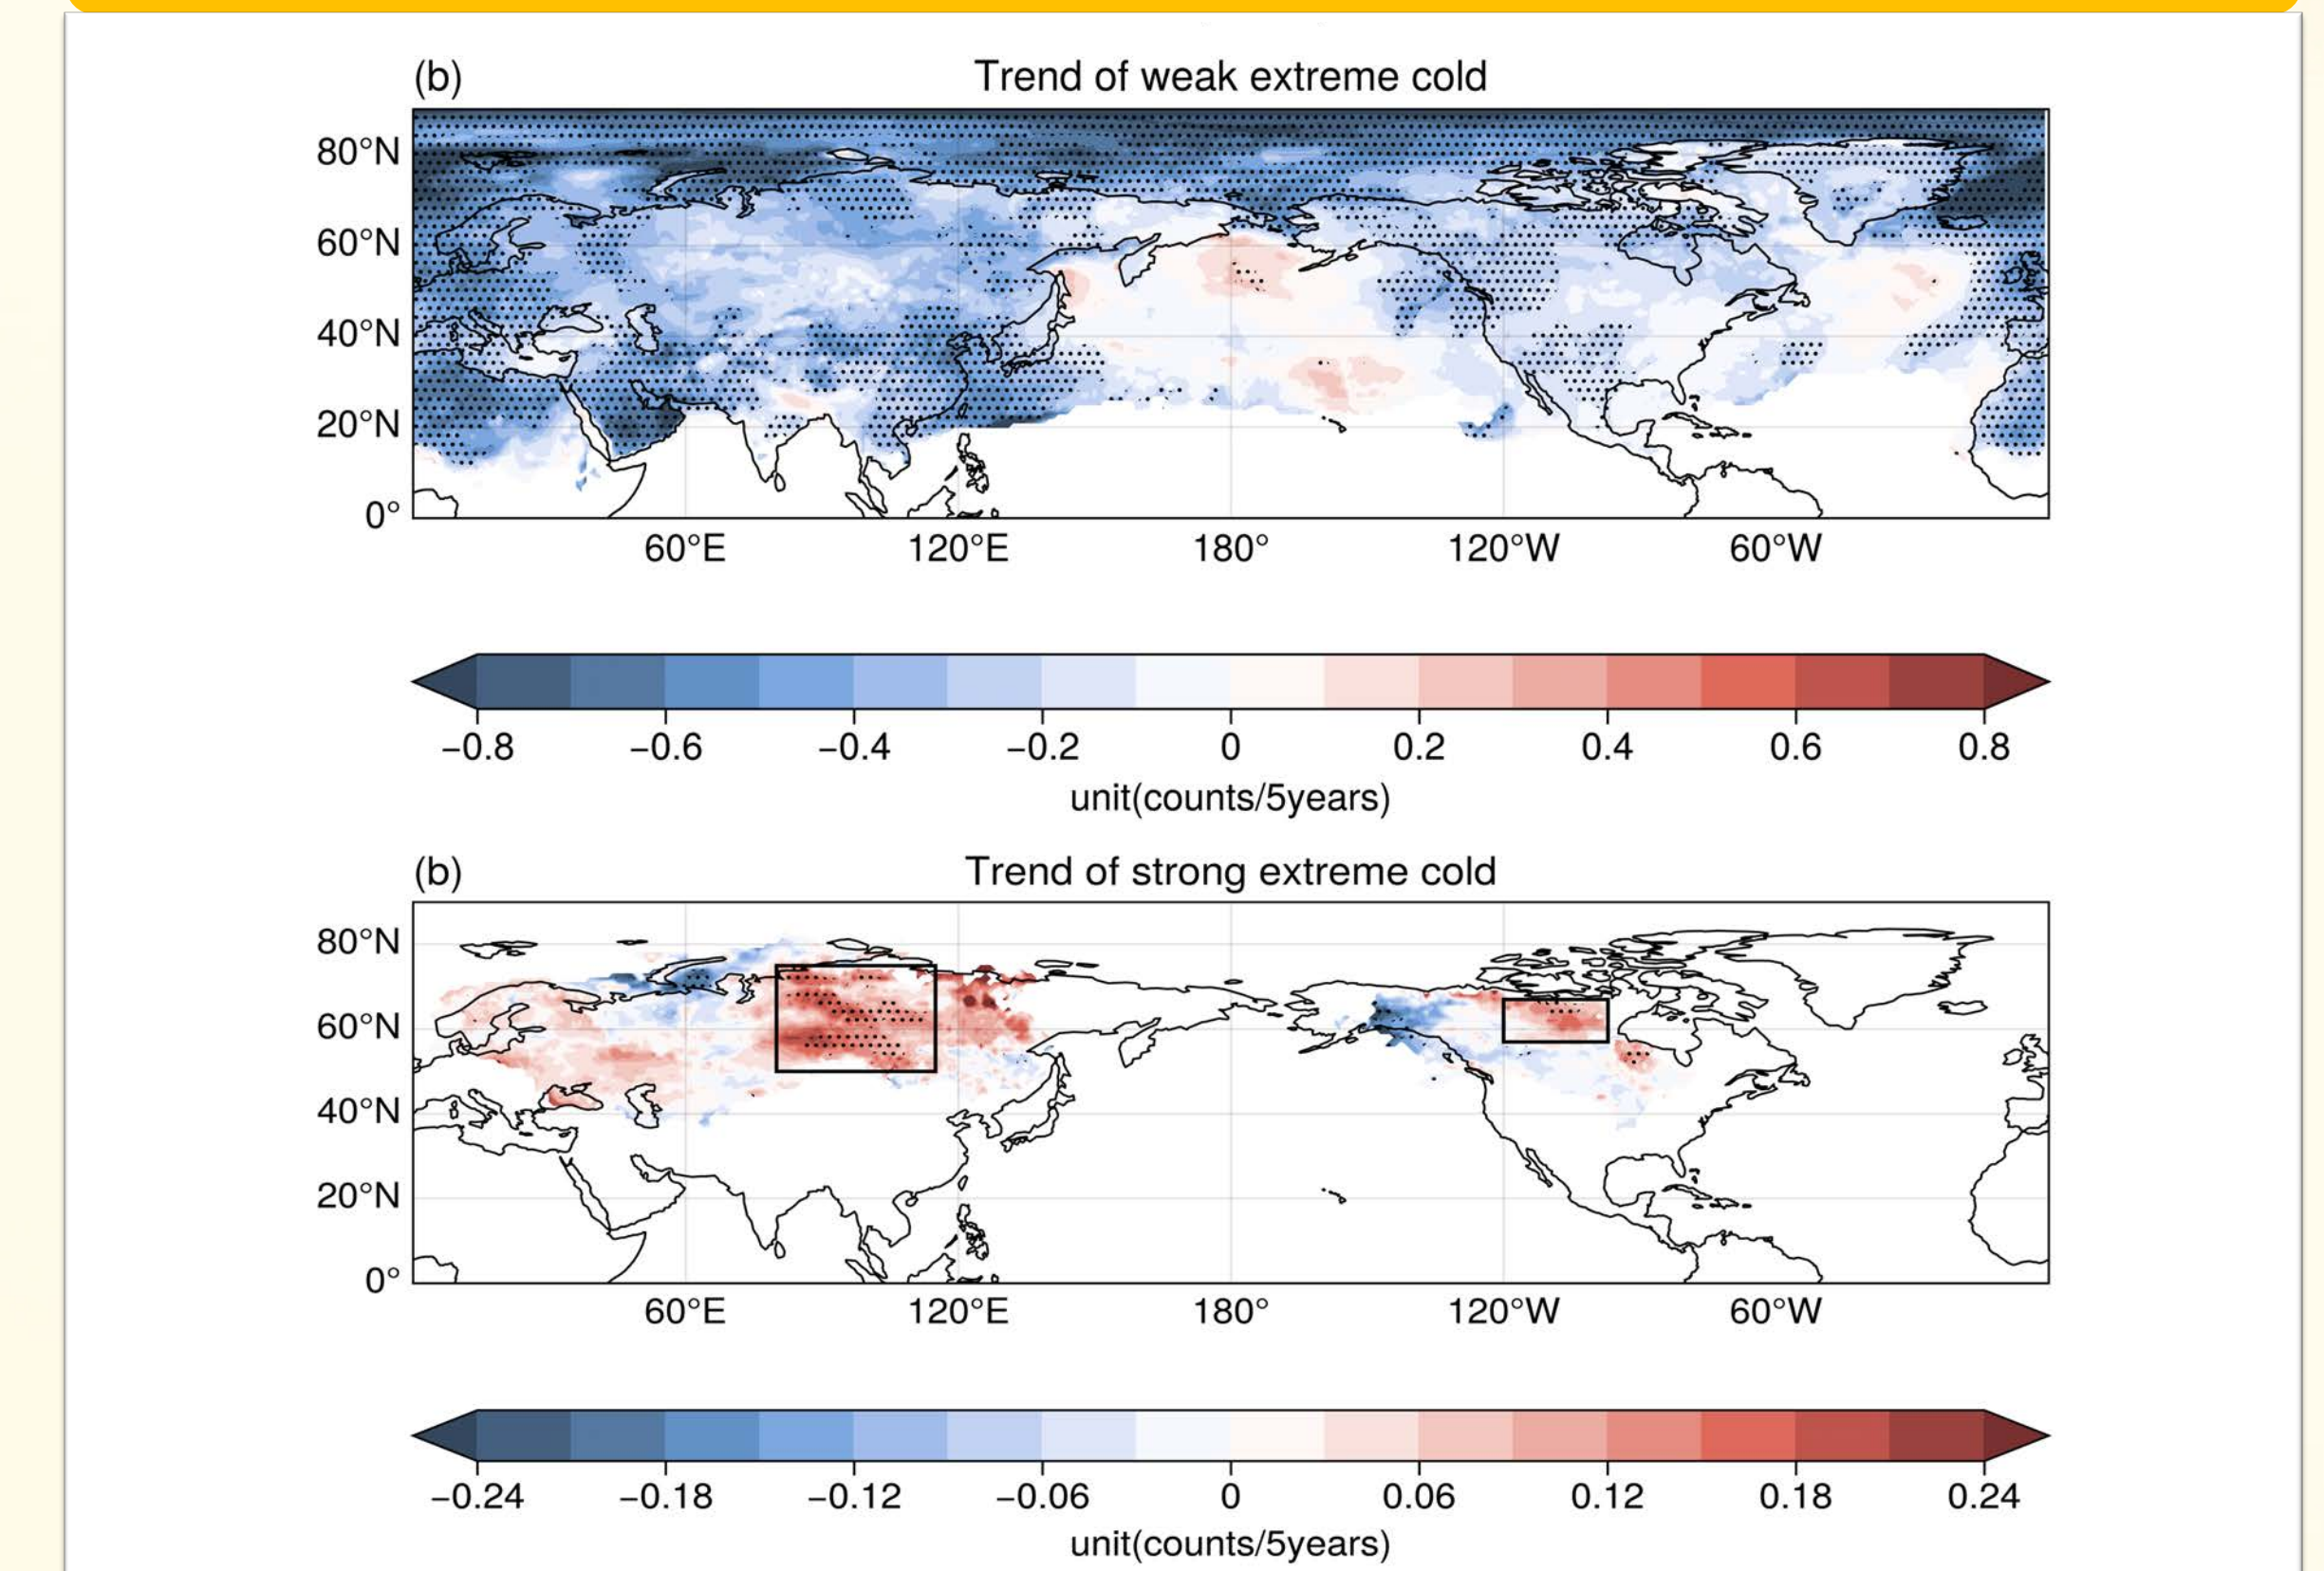 (b) Trend of weak extreme cold
80°N
60°N
40°N
20°N
0°
60°E 120°E 180° 120°W 60°W
−0.8 −0.6 −0.4 −0.2 0 0.2 0.4 0.6 0.8
unit(counts/5years)
(b) Trend of strong extreme cold
80°N
60°N
40°N
20°N
0°
60°E 120°E 180° 120°W 60°W
−0.24 −0.18 −0.12 −0.06 0 0.06 0.12 0.18 0.24
unit(counts/5years)